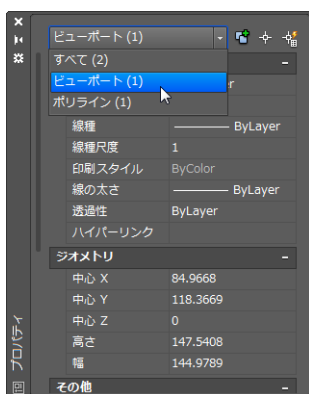 ビューポート (1)
すべて (2)
ビューポート (1)
ポリライン (1)
線種 ByLayer
線種尺度 1
印刷スタイル ByColor
線の太さ ByLayer
透過性 ByLayer
ハイパーリンク
ジオメトリ
中心 X 84.9668
中心 Y 118.3669
中心 Z 0
高さ 147.5408
幅 144.9789
その他
プロパティ